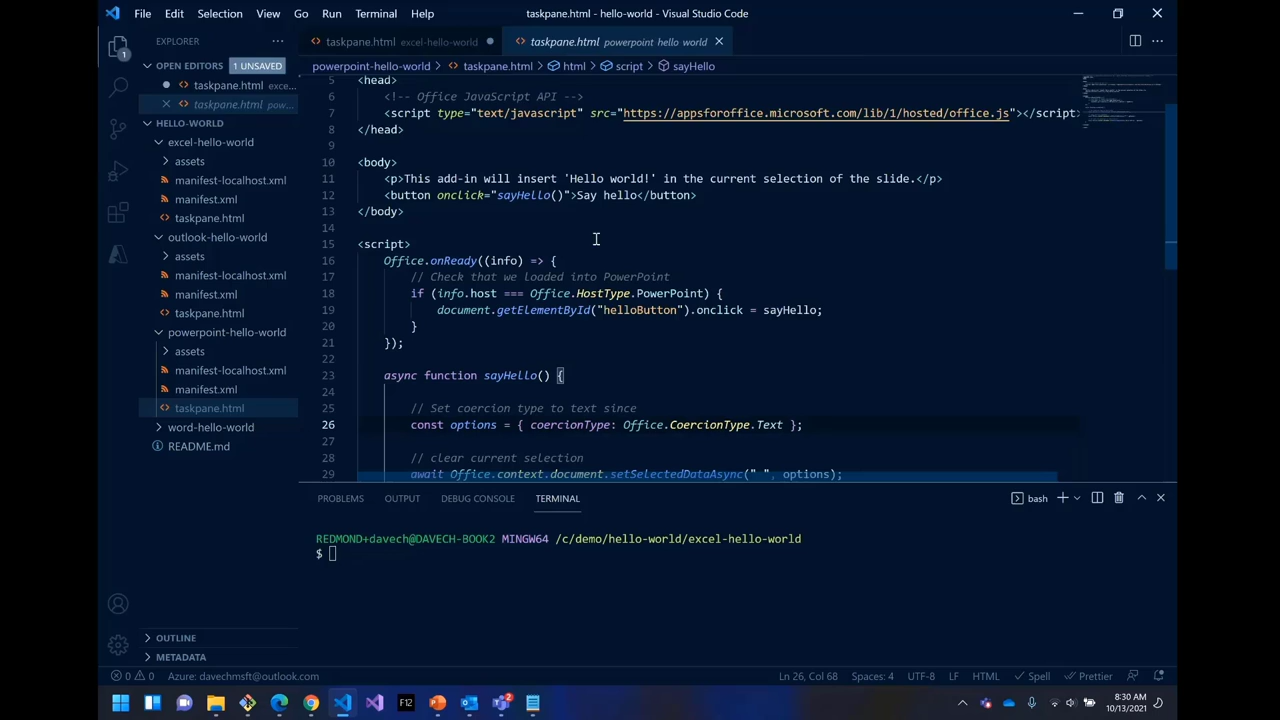 File Edit Selection View Go Run Terminal Help
taskpane.html - hello-world - Visual Studio Code
EXPLORER
OPEN EDITORS 1 UNSAVED
taskpane.html exce...
taskpane.html pow...
HELLO-WORLD
excel-hello-world
assets
manifest-localhost.xml
manifest.xml
taskpane.html
outlook-hello-world
assets
manifest-localhost.xml
manifest.xml
taskpane.html
powerpoint-hello-world
assets
manifest-localhost.xml
manifest.xml
taskpane.html
word-hello-world
README.md
OUTLINE
METADATA
1
taskpane.html excel-hello-world
taskpane.html powerpoint hello world
powerpoint-hello-world > taskpane.html > html > script > sayHello
5 <head>
6 <!-- Office JavaScript API -->
7 <script type="text/javascript" src="https://appsforoffice.microsoft.com/lib/1/hosted/office.js"></script>
8 </head>
9
10 <body>
11 <p>This add-in will insert 'Hello world!' in the current selection of the slide.</p>
12 <button onclick="sayHello()">Say hello</button>
13 </body>
14
15 <script>
16 Office.onReady((info) => {
17 // Check that we loaded into PowerPoint
18 if (info.host === Office.HostType.PowerPoint) {
19 document.getElementById("helloButton").onclick = sayHello;
20 }
21 });
22
23 async function sayHello() {
24
25 // Set coercion type to text since
26 const options = { coercionType: Office.CoercionType.Text };
27
28 // clear current selection
29 await Office.context.document.setSelectedDataAsync(" ", options);
PROBLEMS OUTPUT DEBUG CONSOLE TERMINAL
bash
REDMOND+davech@DAVECH-BOOK2 MINGW64 /c/demo/hello-world/excel-hello-world
$
0 0 Azure: davechmsft@outlook.com
Ln 26, Col 68 Spaces: 4 UTF-8 LF HTML Spell Prettier
F12
2
8:30 AM
10/13/2021